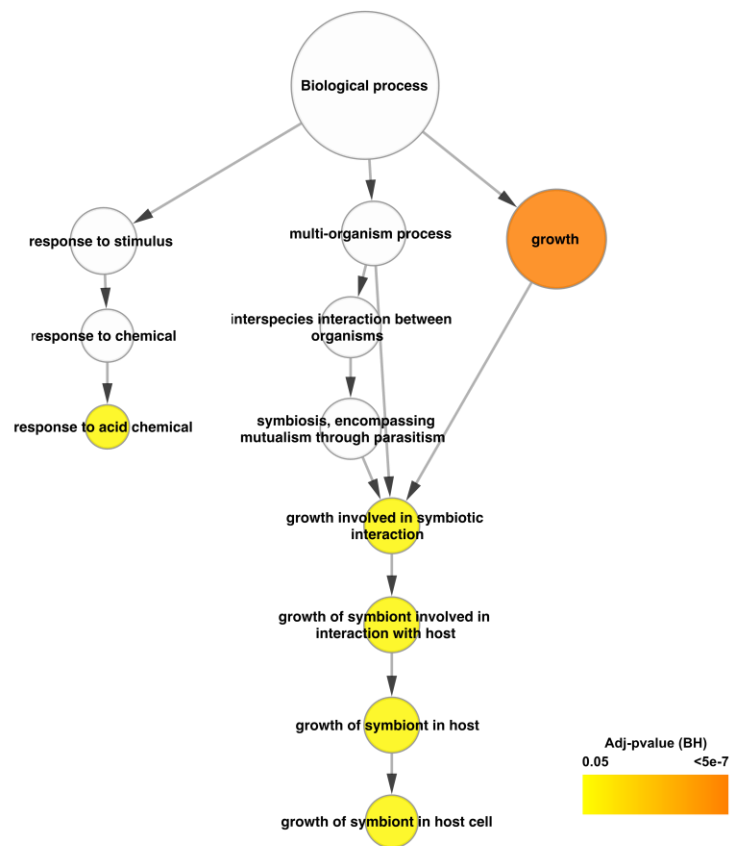 Biological process
response to stimulus
multi-organism process
growth
response to chemical
interspecies interaction between
organisms
response to acid chemical
symbiosis, encompassing
mutualism through parasitism
growth involved in symbiotic
interaction
growth of symbiont involved in
interaction with host
growth of symbiont in host
growth of symbiont in host cell
Adj-pvalue (BH)
0.05 <5e-7